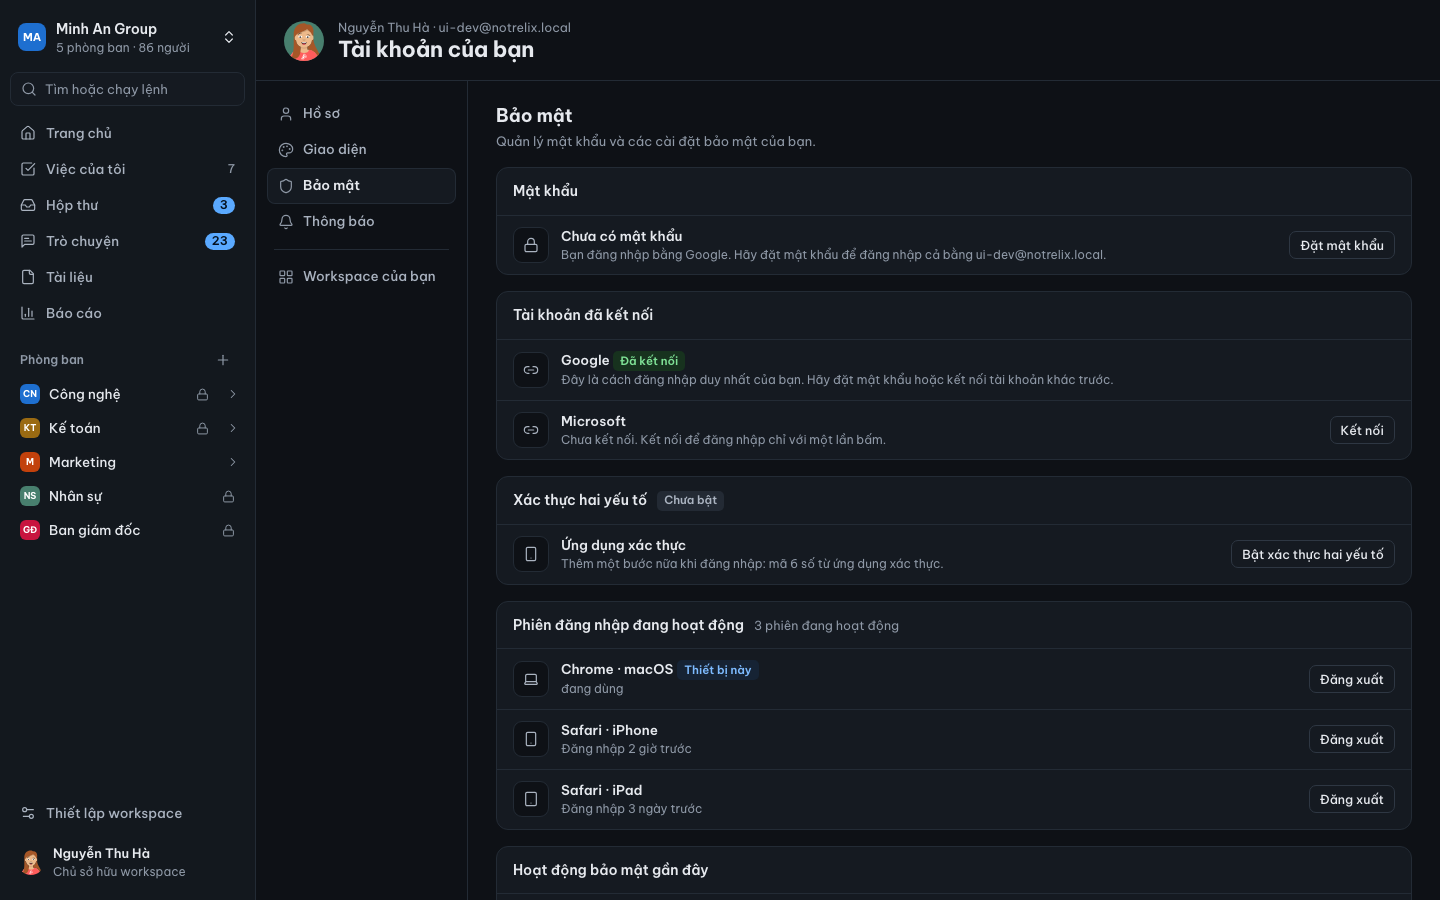 MA
Minh An Group
5 phòng ban · 86 người
Tìm hoặc chạy lệnh
Trang chủ
Việc của tôi 7
Hộp thư 3
Trò chuyện 23
Tài liệu
Báo cáo
Phòng ban
CN Công nghệ
KT Kế toán
M Marketing
NS Nhân sự
GĐ Ban giám đốc
Thiết lập workspace
Nguyễn Thu Hà
Chủ sở hữu workspace
Nguyễn Thu Hà · ui-dev@notrelix.local
Tài khoản của bạn
Hồ sơ
Giao diện
Bảo mật
Thông báo
Workspace của bạn
Bảo mật
Quản lý mật khẩu và các cài đặt bảo mật của bạn.
Mật khẩu
Chưa có mật khẩu
Bạn đăng nhập bằng Google. Hãy đặt mật khẩu để đăng nhập cả bằng ui-dev@notrelix.local.
Đặt mật khẩu
Tài khoản đã kết nối
Google Đã kết nối
Đây là cách đăng nhập duy nhất của bạn. Hãy đặt mật khẩu hoặc kết nối tài khoản khác trước.
Microsoft
Chưa kết nối. Kết nối để đăng nhập chỉ với một lần bấm.
Kết nối
Xác thực hai yếu tố Chưa bật
Ứng dụng xác thực
Thêm một bước nữa khi đăng nhập: mã 6 số từ ứng dụng xác thực.
Bật xác thực hai yếu tố
Phiên đăng nhập đang hoạt động 3 phiên đang hoạt động
Chrome · macOS Thiết bị này
đang dùng
Đăng xuất
Safari · iPhone
Đăng nhập 2 giờ trước
Đăng xuất
Safari · iPad
Đăng nhập 3 ngày trước
Đăng xuất
Hoạt động bảo mật gần đây